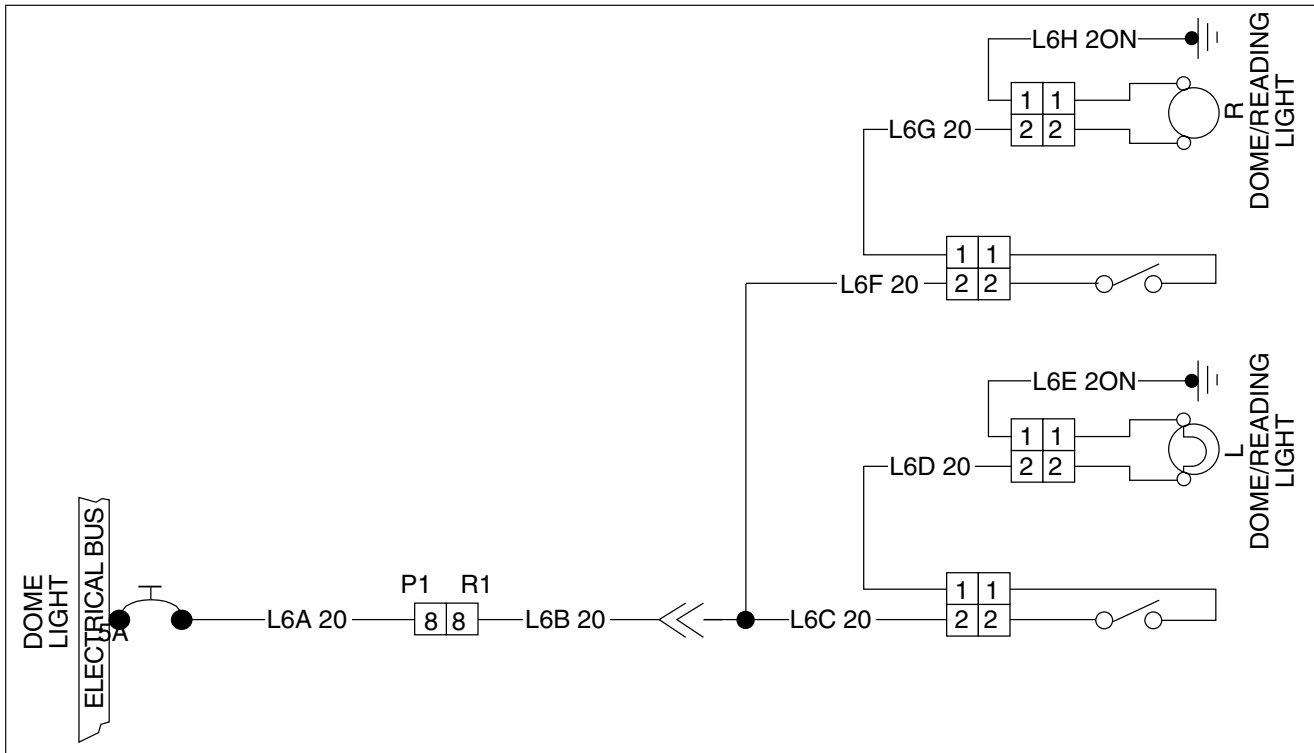 L6H 2ON
1 1
2 2
L6G 20
R
DOME/READING
LIGHT
1 1
2 2
L6F 20
L6E 2ON
1 1
2 2
L6D 20
L
DOME/READING
LIGHT
DOME
LIGHT
ELECTRICAL BUS
5A
L6A 20
P1 R1
8 8
L6B 20
L6C 20
1 1
2 2